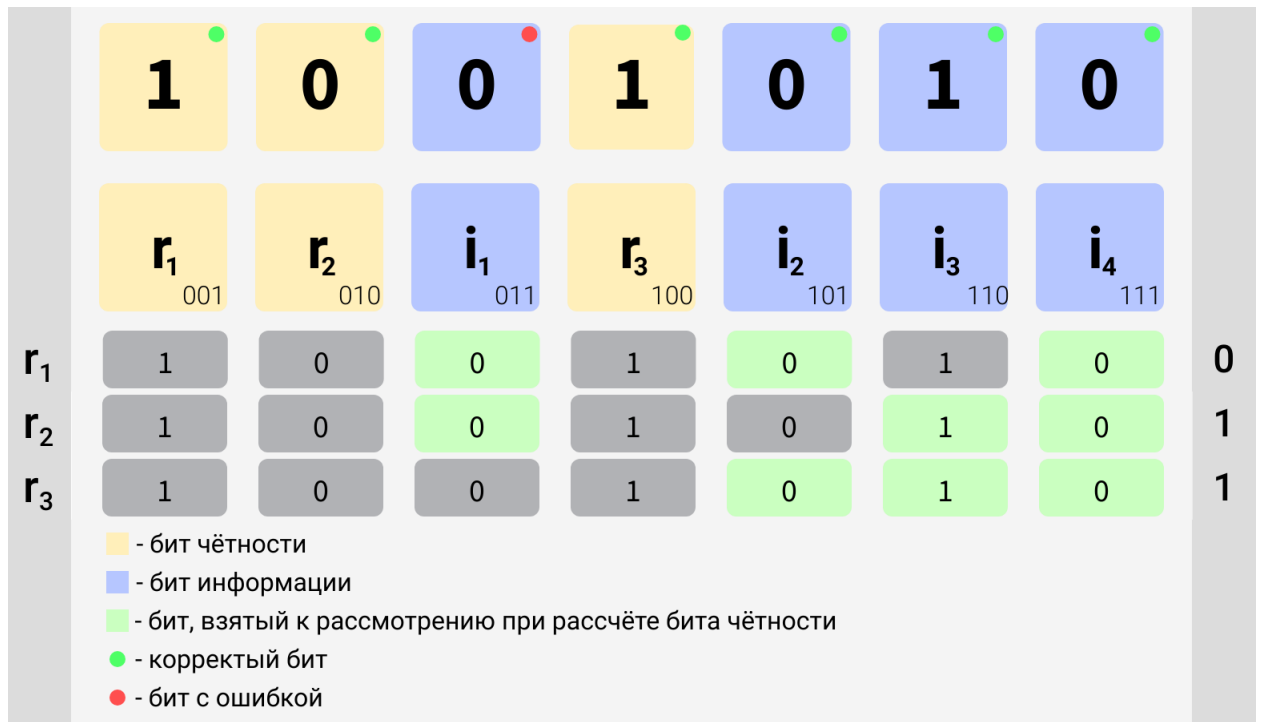 1 0 0 1 0 1 0
r₁ r₂ i₁ r₃ i₂ i₃ i₄
001 010 011 100 101 110 111
r₁ 1 0 0 1 0 1 0 0
r₂ 1 0 0 1 0 1 0 1
r₃ 1 0 0 1 0 1 0 1
- бит чётности
- бит информации
- бит, взятый к рассмотрению при рассчёте бита чётности
- корректый бит
- бит с ошибкой